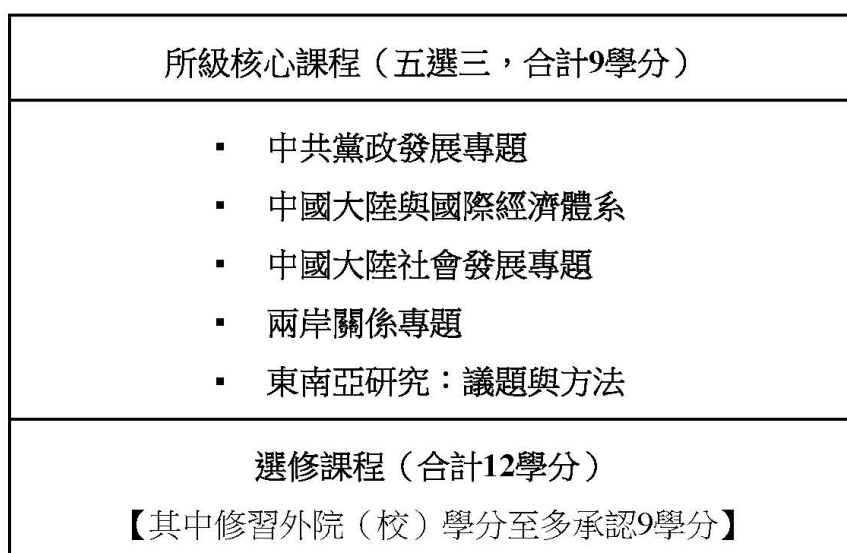 所級核心課程（五選三，合計9學分）
▪ 中共黨政發展專題
▪ 中國大陸與國際經濟體系
▪ 中國大陸社會發展專題
▪ 兩岸關係專題
▪ 東南亞研究：議題與方法
選修課程（合計12學分）
【其中修習外院（校）學分至多承認9學分】